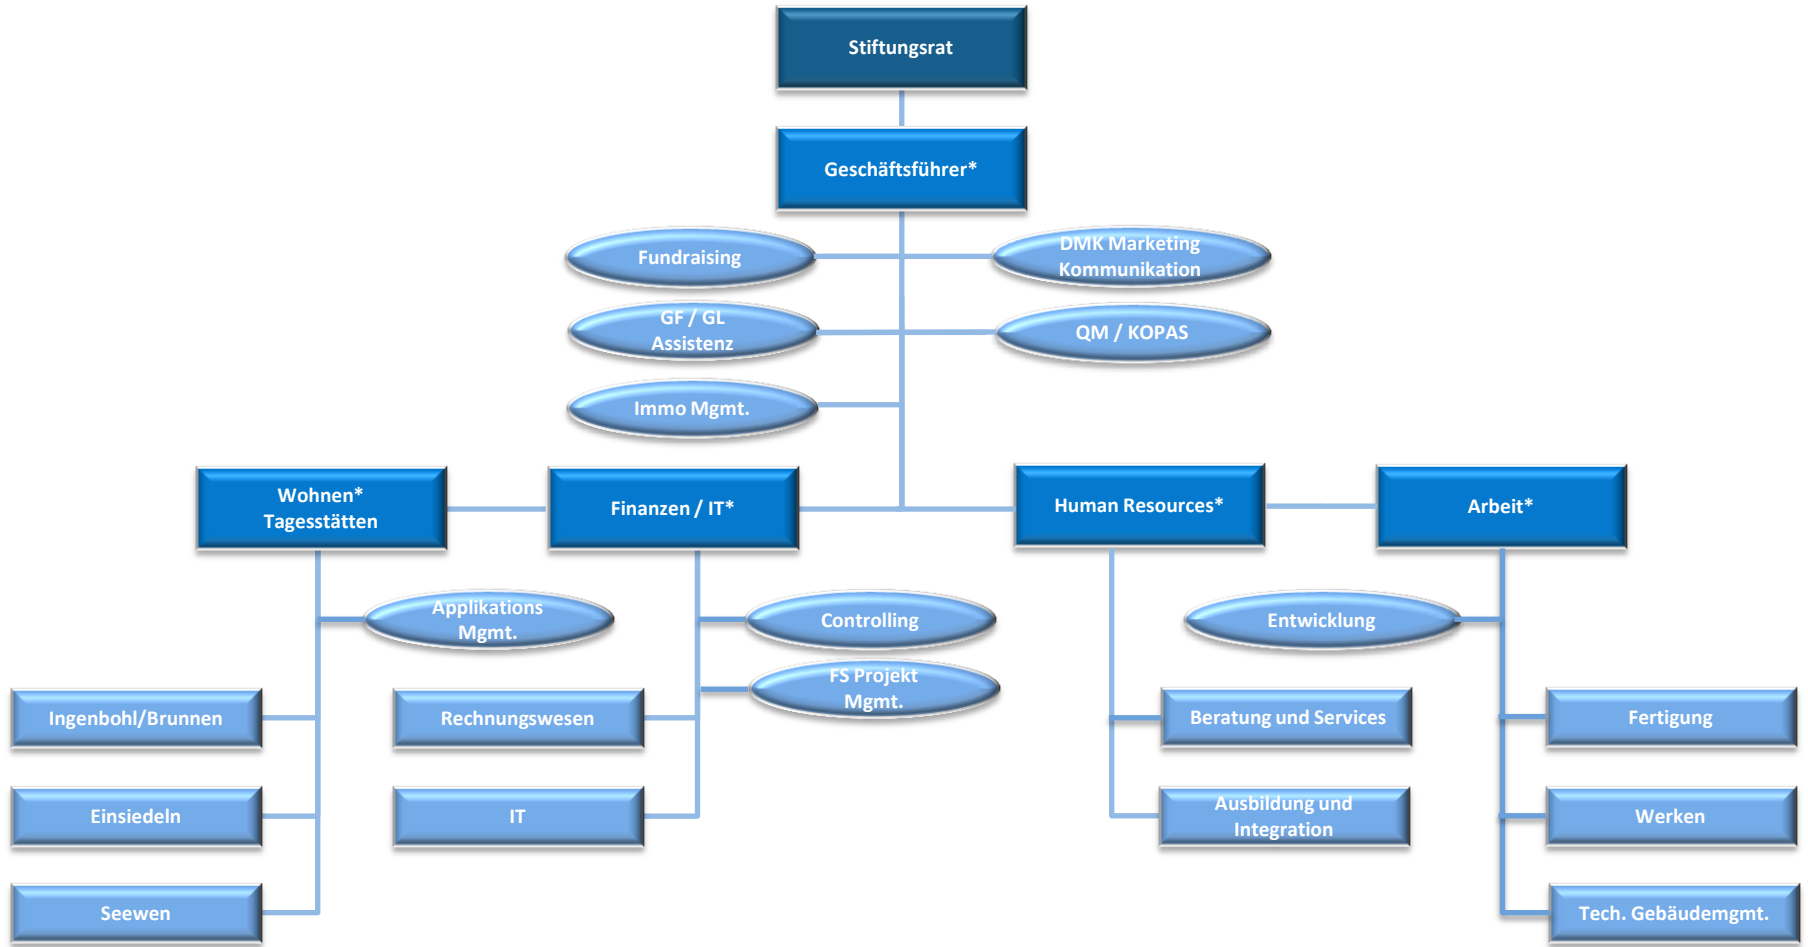 Stiftungsrat
Geschäftsführer*
Fundraising
DMK Marketing
Kommunikation
GF / GL
Assistenz
QM / KOPAS
Immo Mgmt.
Wohnen*
Tagesstätten
Finanzen / IT*
Human Resources*
Arbeit*
Applikations
Mgmt.
Controlling
Entwicklung
FS Projekt
Mgmt.
Ingenbohl/Brunnen
Rechnungswesen
Beratung und Services
Fertigung
Einsiedeln
IT
Ausbildung und
Integration
Werken
Seewen
Tech. Gebäudemgmt.